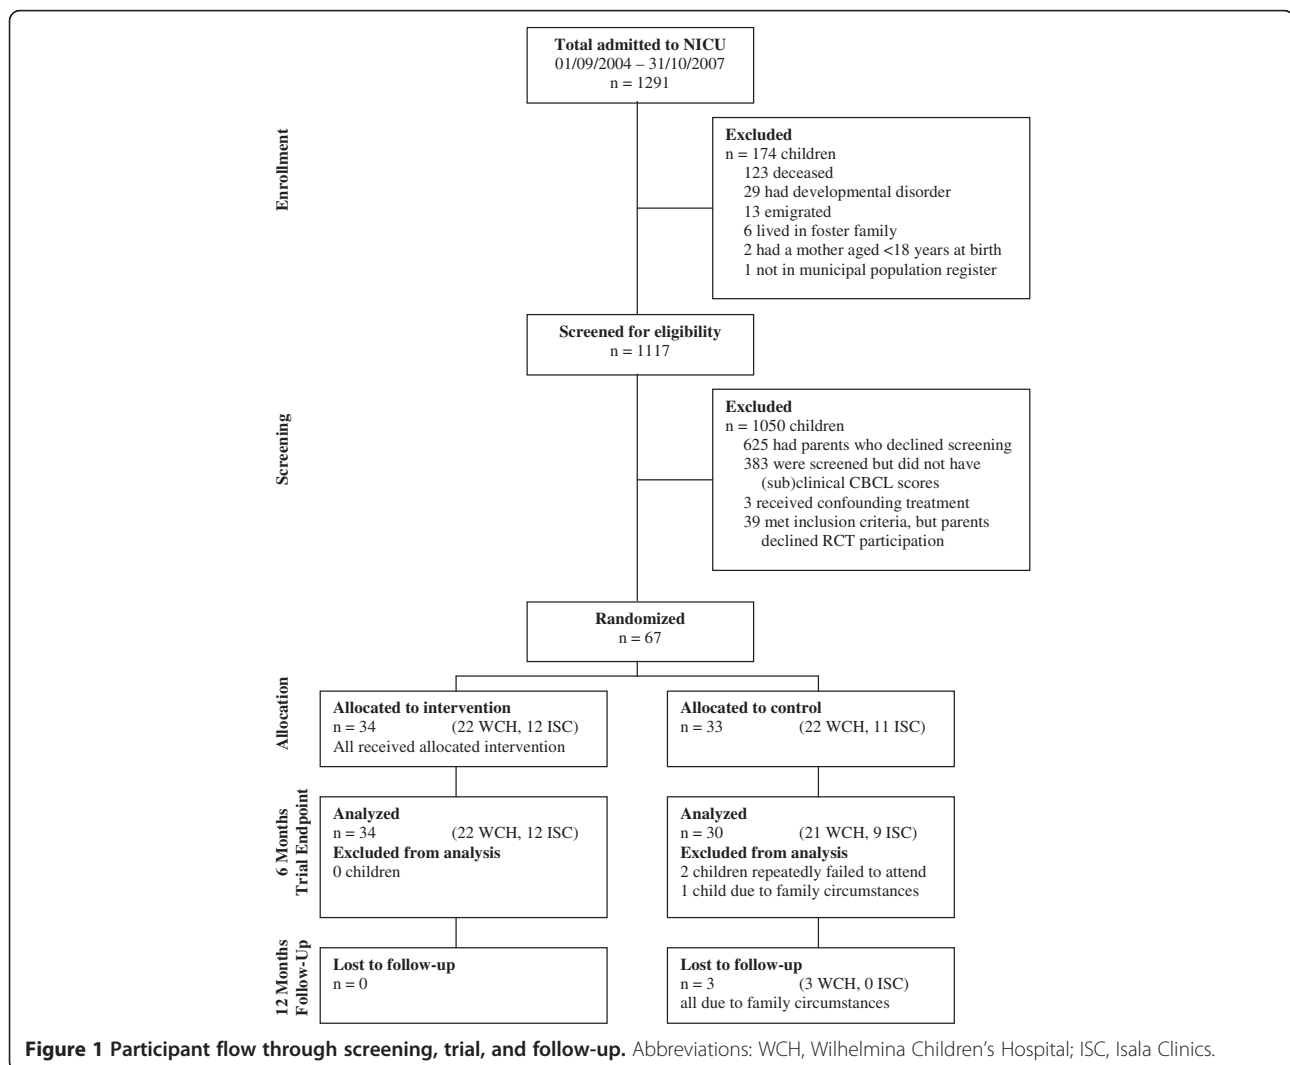 Total admitted to NICU
01/09/2004 – 31/10/2007
n = 1291
Enrollment
Excluded
n = 174 children
123 deceased
29 had developmental disorder
13 emigrated
6 lived in foster family
2 had a mother aged <18 years at birth
1 not in municipal population register
Screened for eligibility
n = 1117
Screening
Excluded
n = 1050 children
625 had parents who declined screening
383 were screened but did not have
(sub)clinical CBCL scores
3 received confounding treatment
39 met inclusion criteria, but parents
declined RCT participation
Randomized
n = 67
Allocation
Allocated to intervention
n = 34 (22 WCH, 12 ISC)
All received allocated intervention
Allocated to control
n = 33 (22 WCH, 11 ISC)
6 Months
Trial Endpoint
Analyzed
n = 34 (22 WCH, 12 ISC)
Excluded from analysis
0 children
Analyzed
n = 30 (21 WCH, 9 ISC)
Excluded from analysis
2 children repeatedly failed to attend
1 child due to family circumstances
12 Months
Follow-Up
Lost to follow-up
n = 0
Lost to follow-up
n = 3 (3 WCH, 0 ISC)
all due to family circumstances
Figure 1 Participant flow through screening, trial, and follow-up. Abbreviations: WCH, Wilhelmina Children's Hospital; ISC, Isala Clinics.